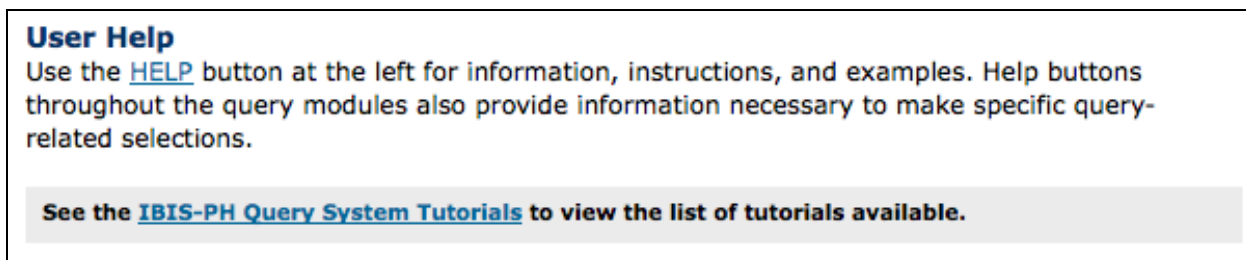 User Help
Use the HELP button at the left for information, instructions, and examples. Help buttons
throughout the query modules also provide information necessary to make specific query-
related selections.
See the IBIS-PH Query System Tutorials to view the list of tutorials available.